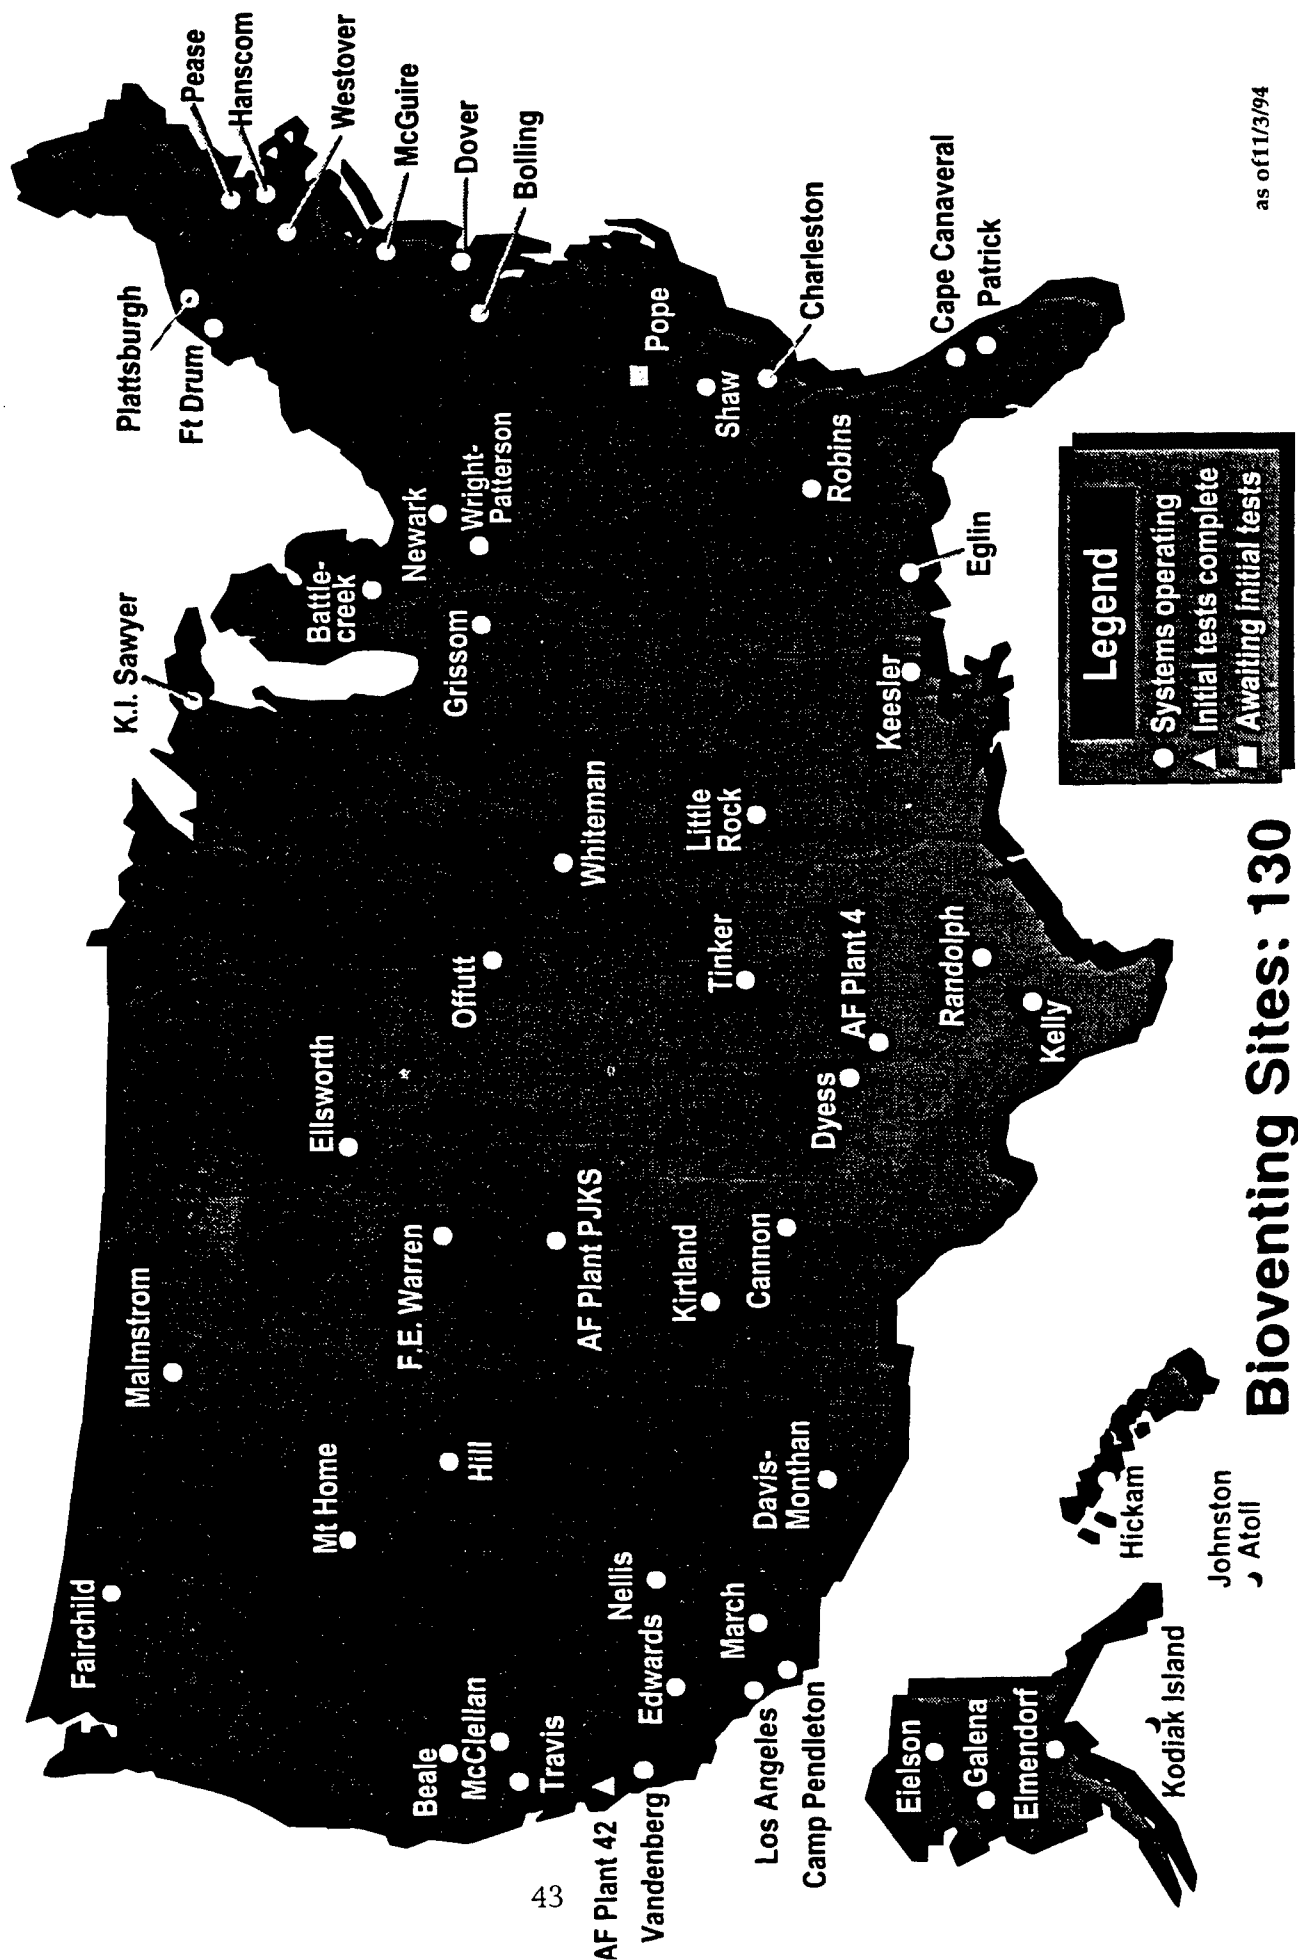 Fairchild
Malmstrom
K.I. Sawyer
Plattsburgh
Ft Drum
Pease
Hanscom
Westover
McGuire
Dover
Bolling
Mt Home
Ellsworth
Battle-
creek
Newark
Wright-
Patterson
Grissom
Beale
McClellan
Travis
Hill
F.E. Warren
Offutt
AF Plant PJKS
Whiteman
AF Plant 42
Vandenberg
Edwards
Nellis
March
Los Angeles
Camp Pendleton
Davis-
Monthan
Kirtland
Cannon
Tinker
Little
Rock
Pope
Shaw
Charleston
Robins
Dyess
AF Plant 4
Randolph
Kelly
Keesler
Eglin
Cape Canaveral
Patrick
Eielson
Galena
Elmendorf
Kodiak Island
Hickam
Johnston
Atoll
Legend
Systems operating
Initial tests complete
Awaiting Initial tests
Bioventing Sites: 130
as of11/3/94
43